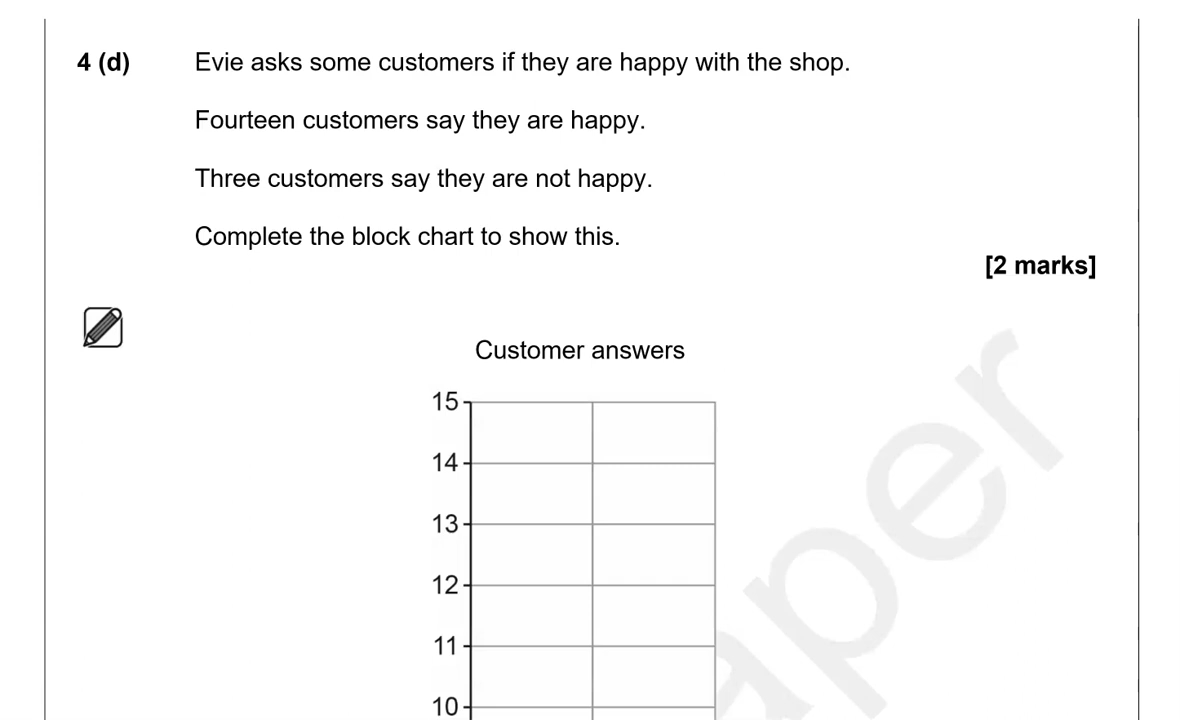 4 (d) Evie asks some customers if they are happy with the shop.
Fourteen customers say they are happy.
Three customers say they are not happy.
Complete the block chart to show this.
[2 marks]
Customer answers
15
14
13
12
11
10
aper